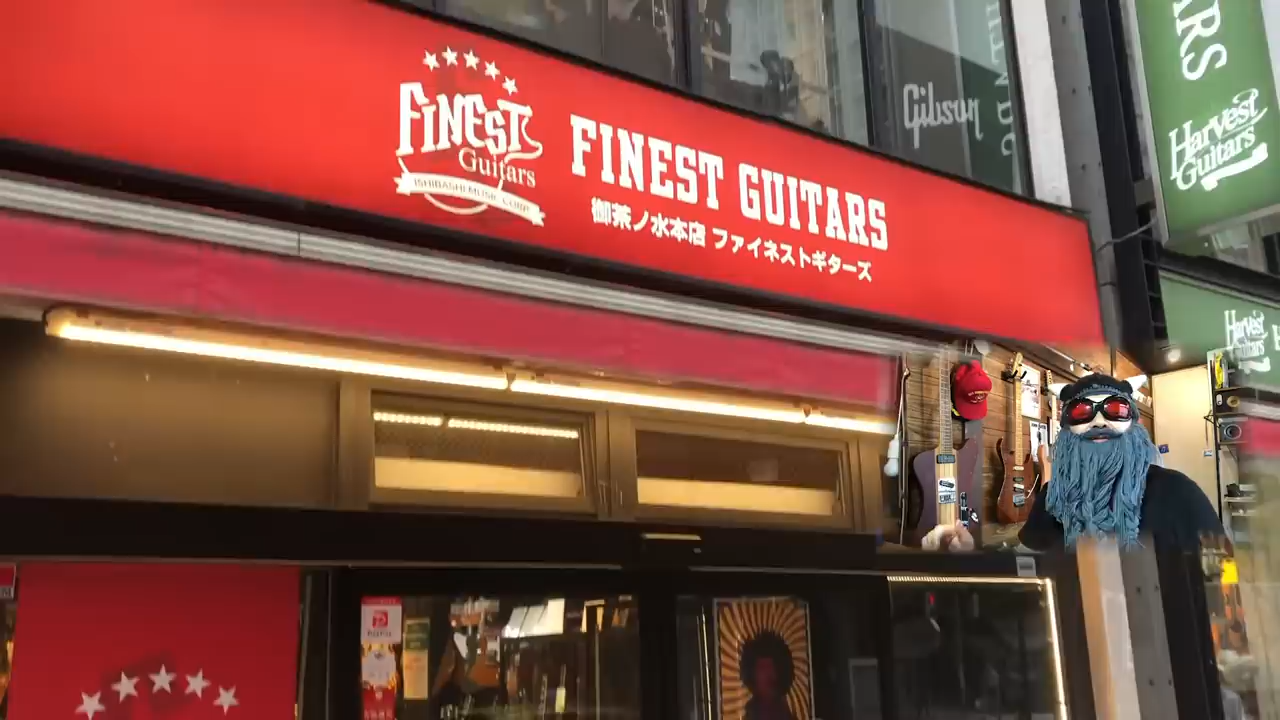 FINEST
Guitars
ISHIBASHI MUSIC CORP.
FINEST GUITARS
御茶ノ水本店 ファイネストギターズ
Gibson
ARS
Harvest
Guitars
Harvest
Guitars